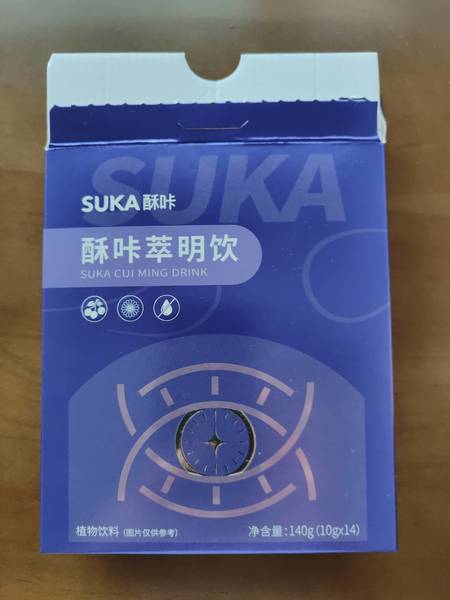 SUKA
SUKA酥咔
酥咔萃明饮
SUKA CUI MING DRINK
植物饮料 (图片仅供参考)
净含量:140g (10gx14)